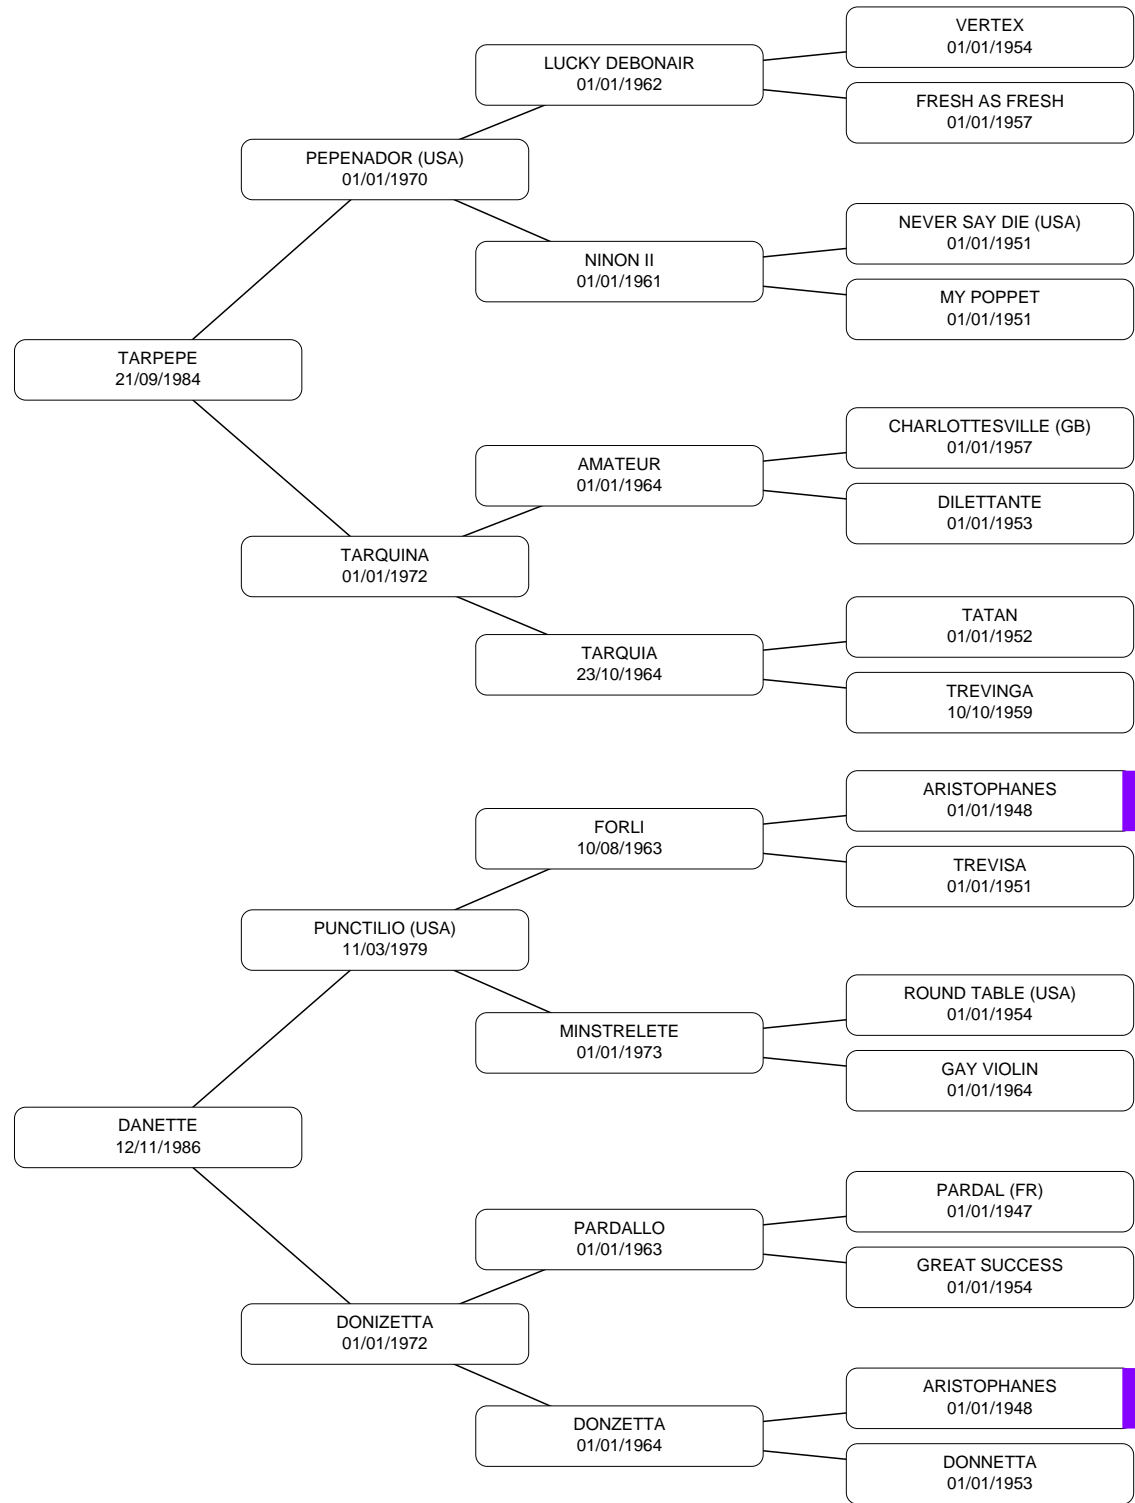 VERTEX
01/01/1954
LUCKY DEBONAIR
01/01/1962
FRESH AS FRESH
01/01/1957
PEPENADOR (USA)
01/01/1970
NEVER SAY DIE (USA)
01/01/1951
NINON II
01/01/1961
MY POPPET
01/01/1951
TARPEPE
21/09/1984
CHARLOTTESVILLE (GB)
01/01/1957
AMATEUR
01/01/1964
DILETTANTE
01/01/1953
TARQUINA
01/01/1972
TATAN
01/01/1952
TARQUIA
23/10/1964
TREVINGA
10/10/1959
ARISTOPHANES
01/01/1948
FORLI
10/08/1963
TREVISA
01/01/1951
PUNCTILIO (USA)
11/03/1979
ROUND TABLE (USA)
01/01/1954
MINSTRELETE
01/01/1973
GAY VIOLIN
01/01/1964
DANETTE
12/11/1986
PARDAL (FR)
01/01/1947
PARDALLO
01/01/1963
GREAT SUCCESS
01/01/1954
DONIZETTA
01/01/1972
ARISTOPHANES
01/01/1948
DONZETTA
01/01/1964
DONNETTA
01/01/1953